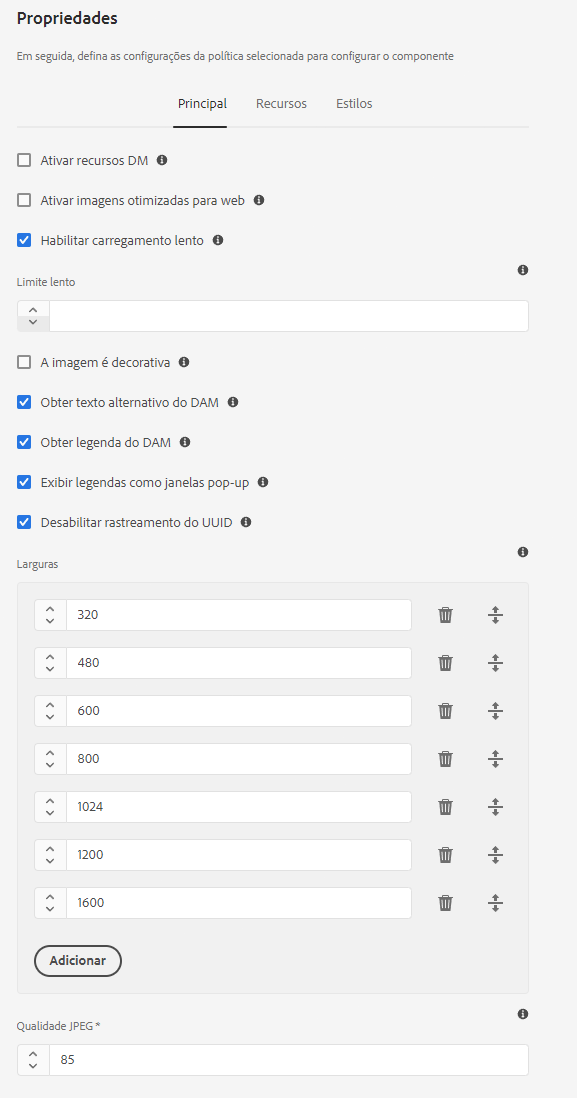 Propriedades
Em seguida, defina as configurações da política selecionada para configurar o componente
Principal Recursos Estilos
Ativar recursos DM
Ativar imagens otimizadas para web
Habilitar carregamento lento
Limite lento
A imagem é decorativa
Obter texto alternativo do DAM
Obter legenda do DAM
Exibir legendas como janelas pop-up
Desabilitar rastreamento do UUID
Larguras
320
480
600
800
1024
1200
1600
Adicionar
Qualidade JPEG *
85